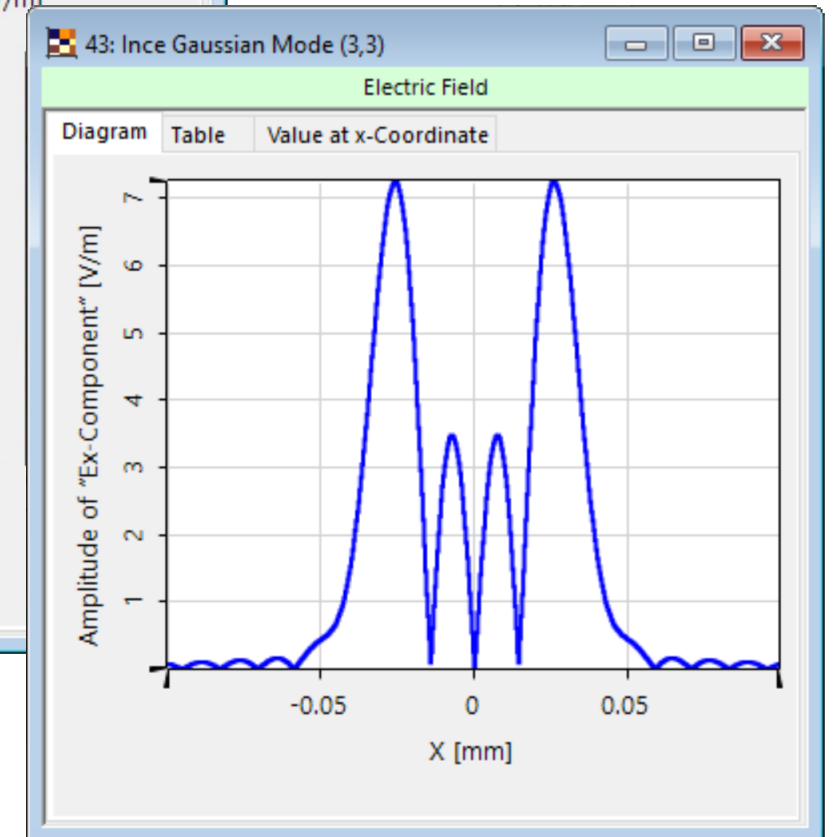 43: Ince Gaussian Mode (3,3)
Electric Field
Diagram Table Value at x-Coordinate
Amplitude of "Ex-Component" [V/m]
7
6
5
4
3
2
1
-0.05 0 0.05
X [mm]